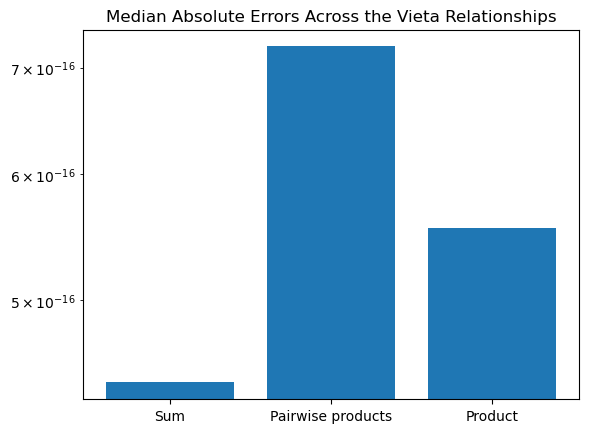 Median Absolute Errors Across the Vieta Relationships
7 × 10⁻¹⁶
6 × 10⁻¹⁶
5 × 10⁻¹⁶
Sum Pairwise products Product